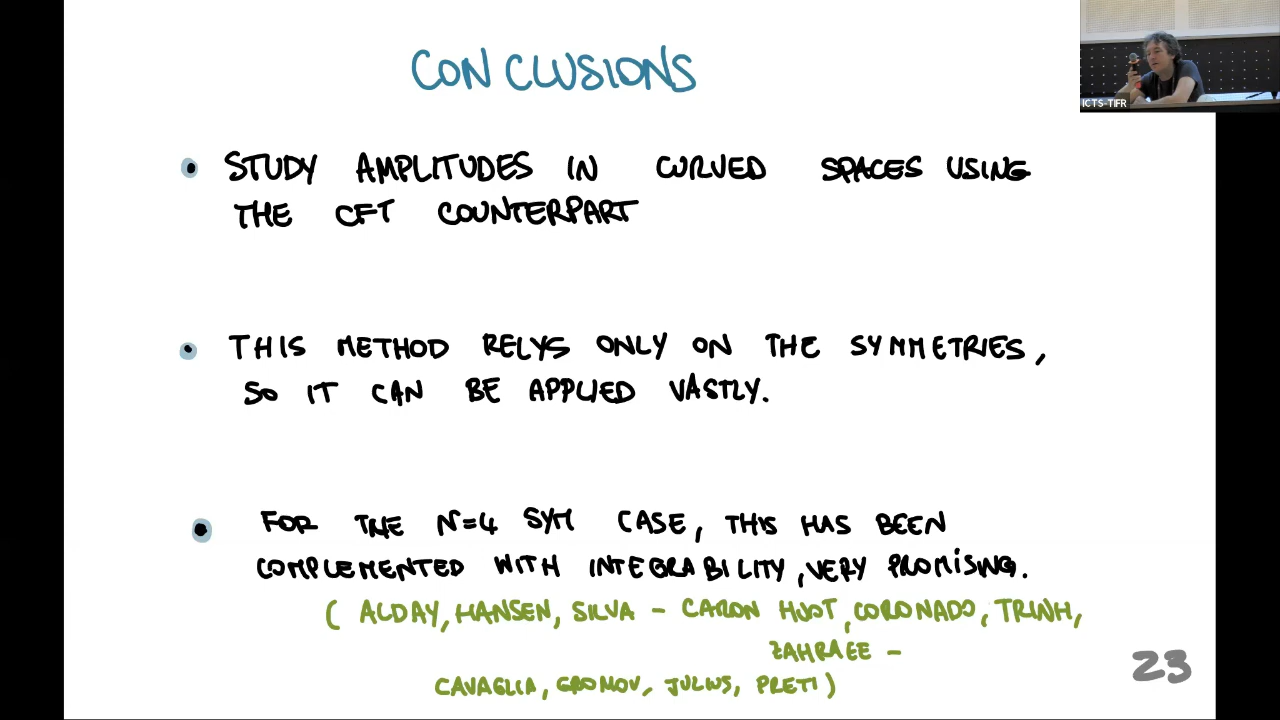 CONCLUSIONS
ICTS-TIFR
• STUDY AMPLITUDES IN CURVED SPACES USING
THE CFT COUNTERPART
• THIS METHOD RELYS ONLY ON THE SYMMETRIES,
SO IT CAN BE APPLIED VASTLY.
• FOR THE N=4 SYM CASE, THIS HAS BEEN
COMPLEMENTED WITH INTEGRABILITY, VERY PROMISING.
( ALDAY, HANSEN, SILVA – CARON HUOT, CORONADO, TRINH,
ZAHRAEE –
CAVAGLIA, GROMOV, JULIUS, PRETI )
23